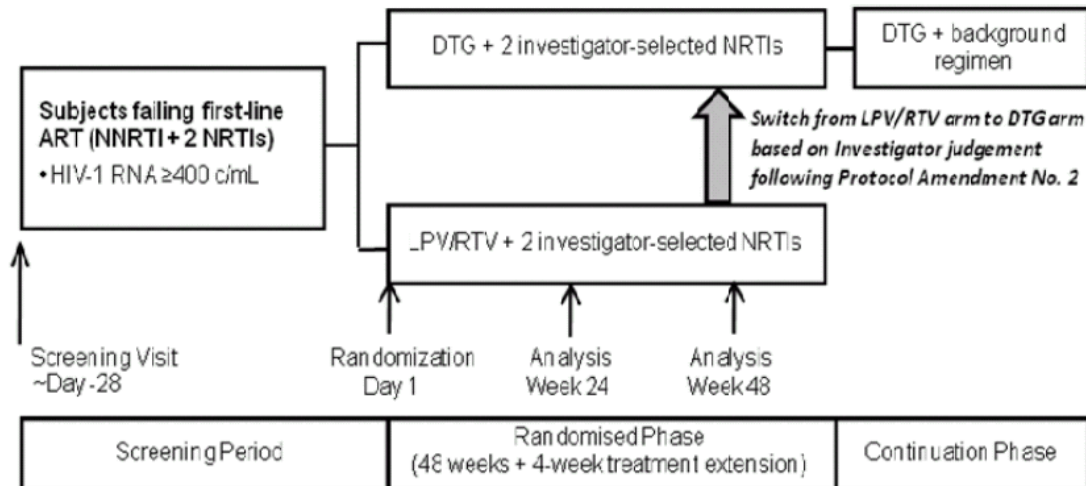 DTG + 2 investigator-selected NRTIs
DTG + background
regimen
Subjects failing first-line
ART (NNRTI + 2 NRTIs)
•HIV-1 RNA ≥400 c/mL
Switch from LPV/RTV arm to DTG arm
based on Investigator judgement
following Protocol Amendment No. 2
LPV/RTV + 2 investigator-selected NRTIs
Screening Visit
~Day -28
Randomization
Day 1
Analysis
Week 24
Analysis
Week 48
Screening Period
Randomised Phase
(48 weeks + 4-week treatment extension)
Continuation Phase